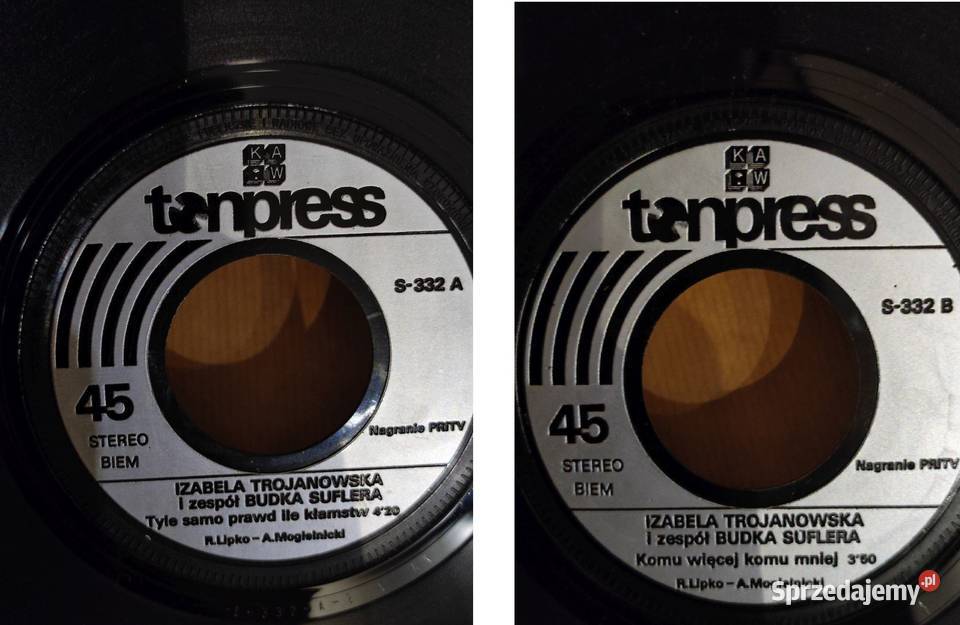 KA
W
tonpress
S-332 A
45
STEREO
BIEM
Nagranie PRiTV
IZABELA TROJANOWSKA
i zespół BUDKA SUFLERA
Tyle samo prawd ile kłamstw 4'20
R.Lipko – A.Mogielnicki
KA
W
tonpress
S-332 B
45
STEREO
BIEM
Nagranie PRiTV
IZABELA TROJANOWSKA
i zespół BUDKA SUFLERA
Komu więcej komu mniej 3'50
R.Lipko – A.Mogielnicki
Sprzedajemy.pl